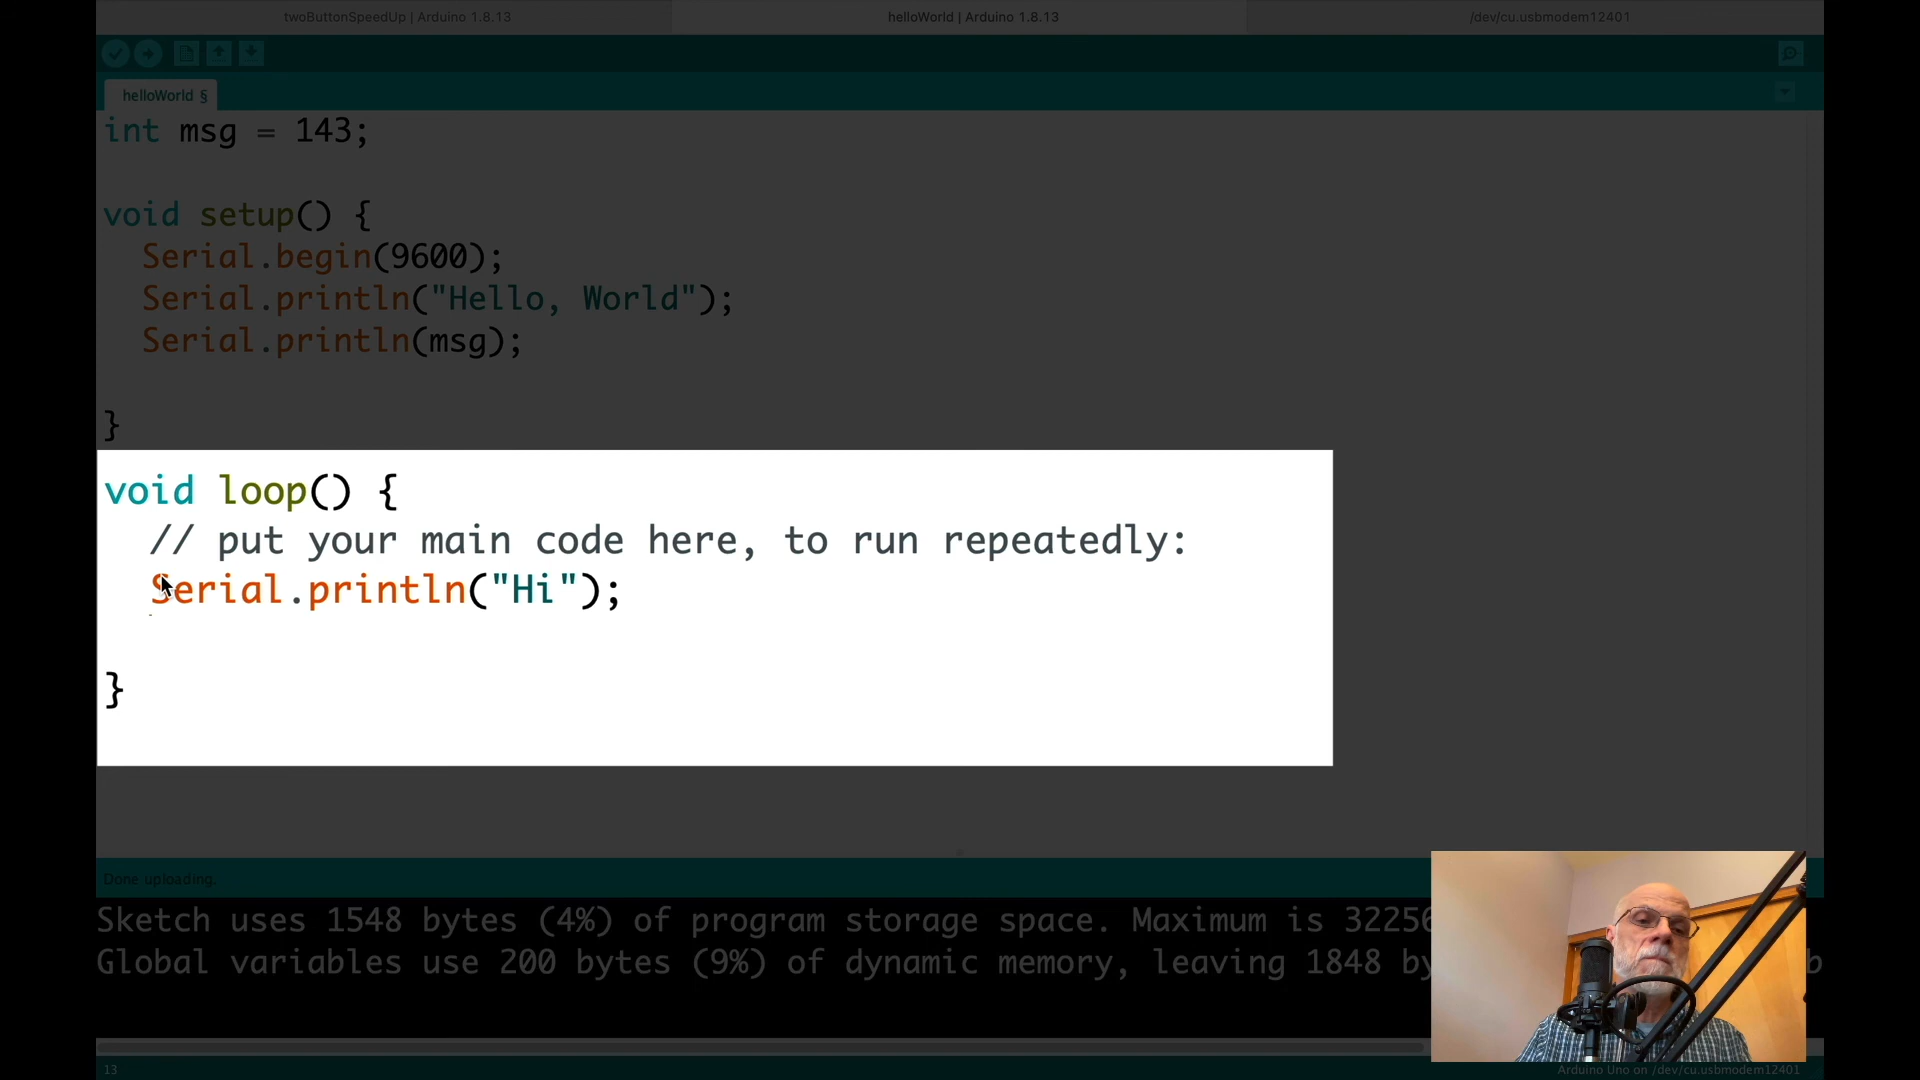 twoButtonSpeedUp | Arduino 1.8.13
helloWorld | Arduino 1.8.13
/dev/cu.usbmodem12401
helloWorld §
int msg = 143;
void setup() {
Serial.begin(9600);
Serial.println("Hello, World");
Serial.println(msg);
}
void loop() {
// put your main code here, to run repeatedly:
Serial.println("Hi");
}
Done uploading.
Sketch uses 1548 bytes (4%) of program storage space. Maximum is 3225
Global variables use 200 bytes (9%) of dynamic memory, leaving 1848 by
13
Arduino Uno on /dev/cu.usbmodem12401